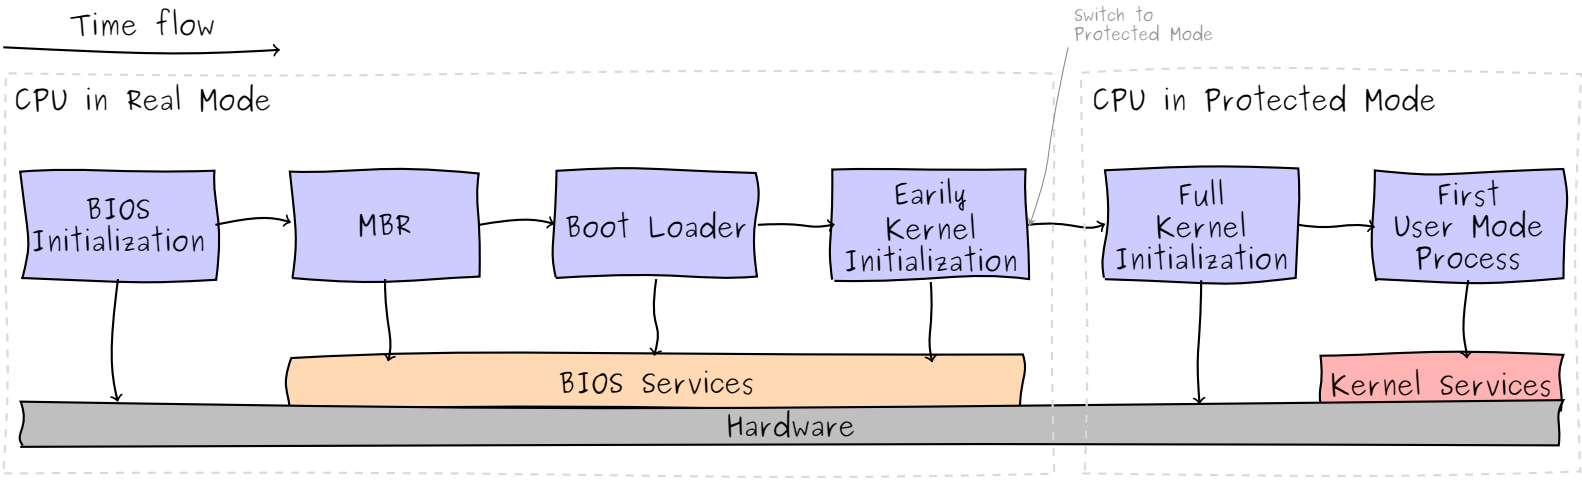 Time flow
Switch to
Protected Mode
CPU in Real Mode
CPU in Protected Mode
BIOS
Initialization
MBR
Boot Loader
Earily
Kernel
Initialization
Full
Kernel
Initialization
First
User Mode
Process
BIOS Services
Kernel Services
Hardware